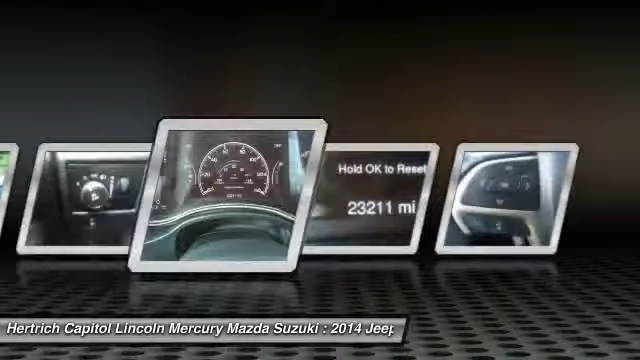 Hold OK to Reset
23211 mi
Hertrich Capitol Lincoln Mercury Mazda Suzuki : 2014 Jeep